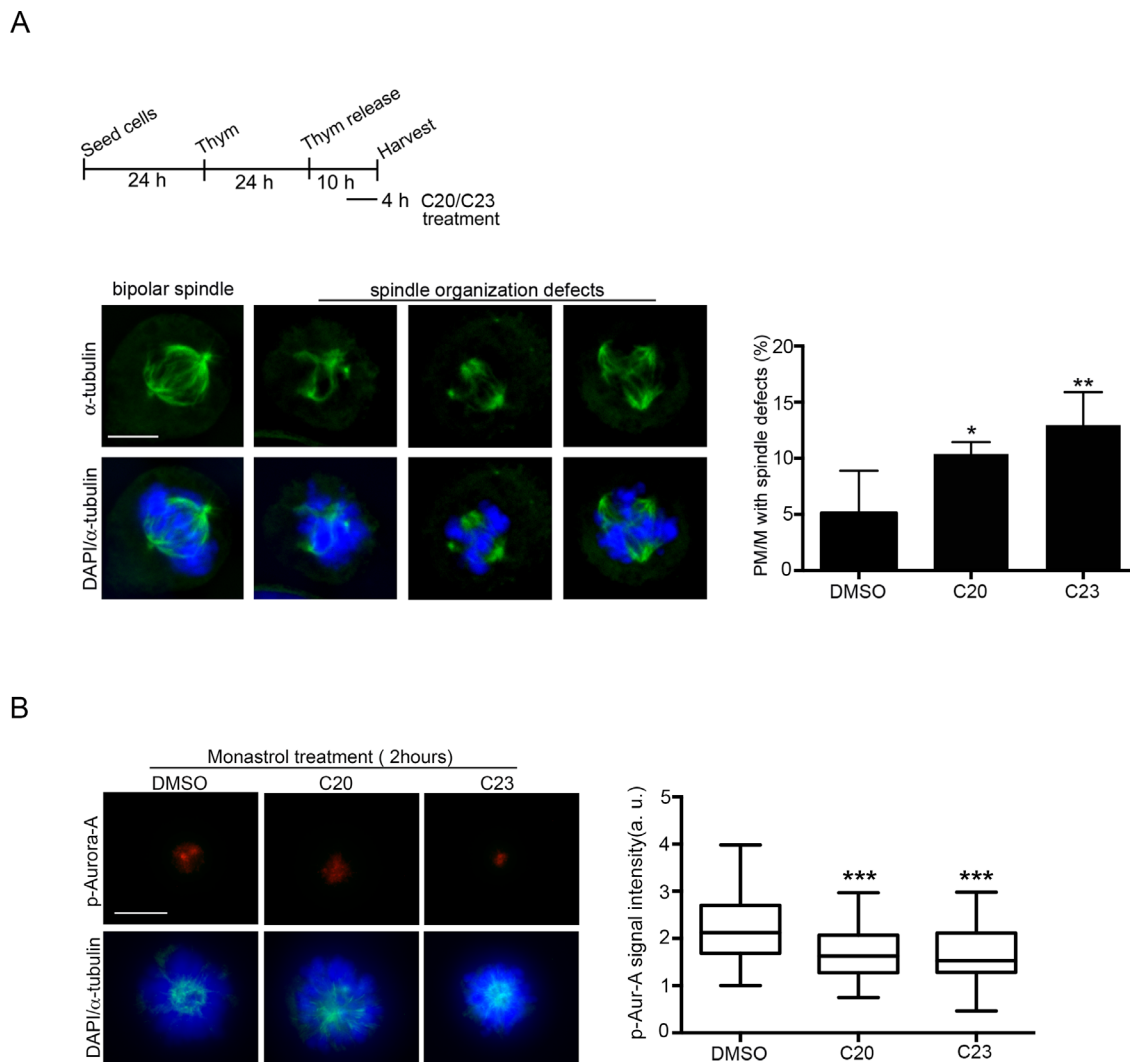 A
Seed cells
Thym
Thym release
Harvest
24 h
24 h
10 h
4 h
C20/C23
treatment
bipolar spindle
spindle organization defects
α-tubulin
DAPI/α-tubulin
PM/M with spindle defects (%)
20
15
10
5
0
*
**
DMSO
C20
C23
B
Monastrol treatment ( 2hours)
DMSO
C20
C23
p-Aurora-A
DAPI/α-tubulin
p-Aur-A signal intensity(a. u.)
5
4
3
2
1
0
***
***
DMSO
C20
C23